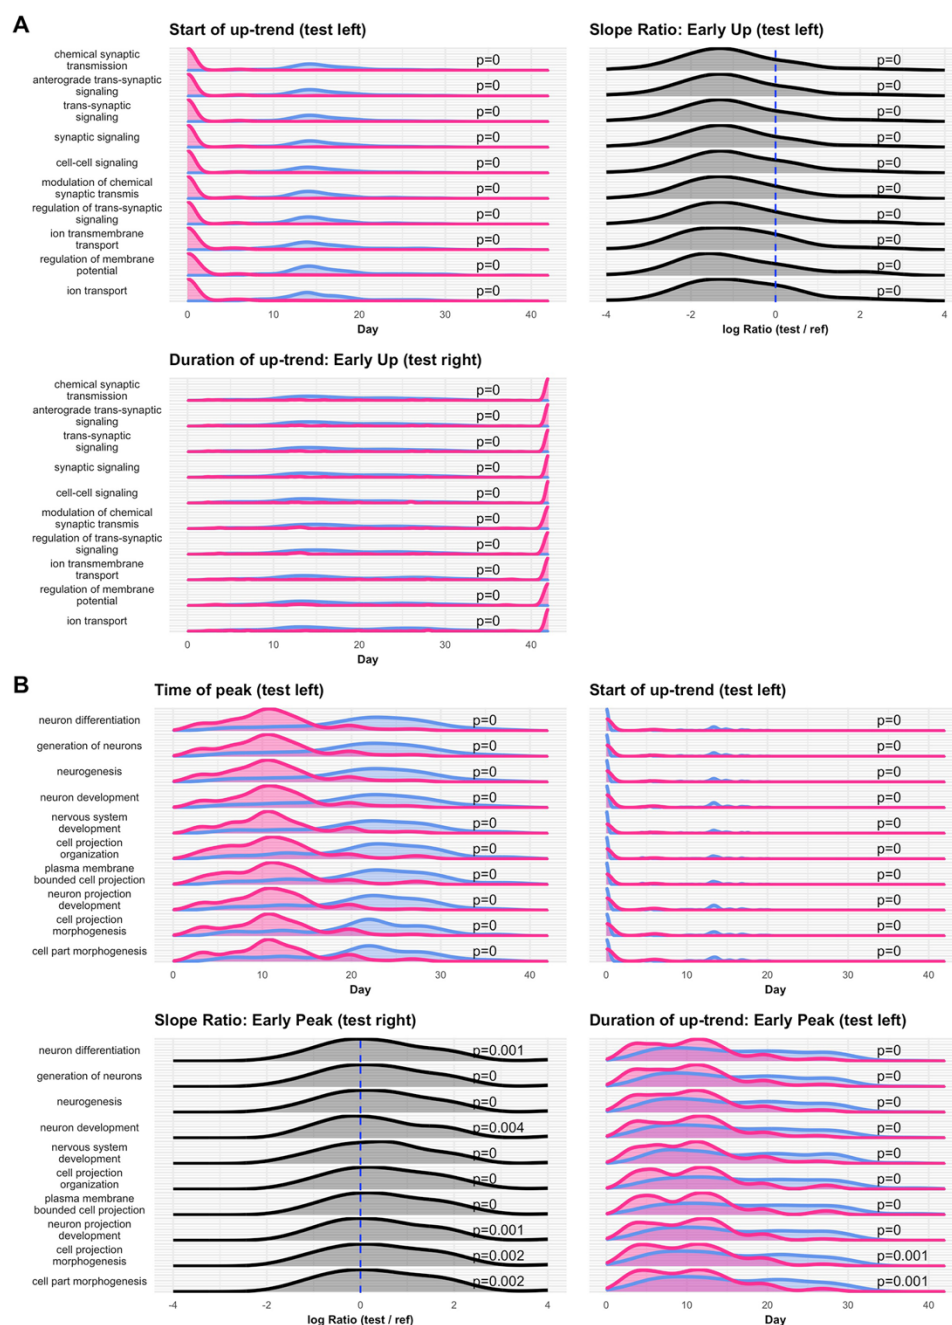 A
Start of up-trend (test left)
chemical synaptic
transmission
p=0
anterograde trans-synaptic
signaling
p=0
trans-synaptic
signaling
p=0
synaptic signaling
p=0
cell-cell signaling
p=0
modulation of chemical
synaptic transmis
p=0
regulation of trans-synaptic
signaling
p=0
ion transmembrane
transport
p=0
regulation of membrane
potential
p=0
ion transport
p=0
0 10 20 30 40
Day
Slope Ratio: Early Up (test left)
p=0
p=0
p=0
p=0
p=0
p=0
p=0
p=0
p=0
p=0
-4 -2 0 2 4
log Ratio (test / ref)
Duration of up-trend: Early Up (test right)
chemical synaptic
transmission
p=0
anterograde trans-synaptic
signaling
p=0
trans-synaptic
signaling
p=0
synaptic signaling
p=0
cell-cell signaling
p=0
modulation of chemical
synaptic transmis
p=0
regulation of trans-synaptic
signaling
p=0
ion transmembrane
transport
p=0
regulation of membrane
potential
p=0
ion transport
p=0
0 10 20 30 40
Day
B
Time of peak (test left)
neuron differentiation
p=0
generation of neurons
p=0
neurogenesis
p=0
neuron development
p=0
nervous system
development
p=0
cell projection
organization
p=0
plasma membrane
bounded cell projection
p=0
neuron projection
development
p=0
cell projection
morphogenesis
p=0
cell part morphogenesis
p=0
0 10 20 30 40
Day
Start of up-trend (test left)
p=0
p=0
p=0
p=0
p=0
p=0
p=0
p=0
p=0
p=0
0 10 20 30 40
Day
Slope Ratio: Early Peak (test right)
neuron differentiation
p=0.001
generation of neurons
p=0
neurogenesis
p=0
neuron development
p=0.004
nervous system
development
p=0
cell projection
organization
p=0
plasma membrane
bounded cell projection
p=0
neuron projection
development
p=0.001
cell projection
morphogenesis
p=0.002
cell part morphogenesis
p=0.002
-4 -2 0 2 4
log Ratio (test / ref)
Duration of up-trend: Early Peak (test left)
p=0
p=0
p=0
p=0
p=0
p=0
p=0
p=0
p=0.001
p=0.001
0 10 20 30 40
Day